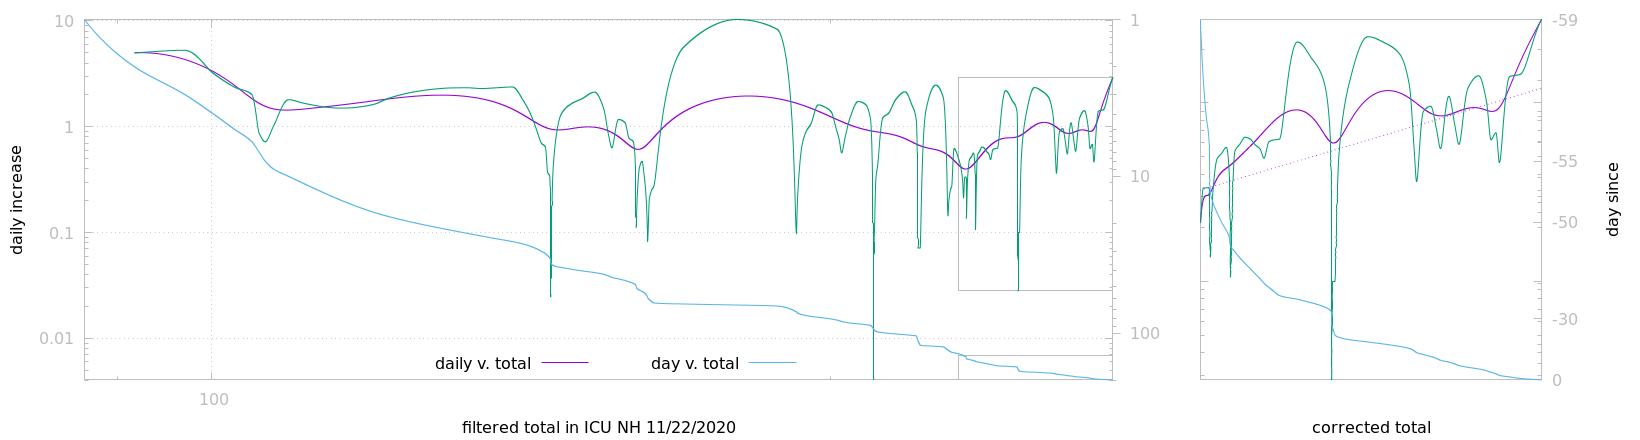 10
1
0.1
0.01
daily increase
100
1
10
100
daily v. total
day v. total
filtered total in ICU NH 11/22/2020
-59
-55
-50
-30
0
day since
corrected total